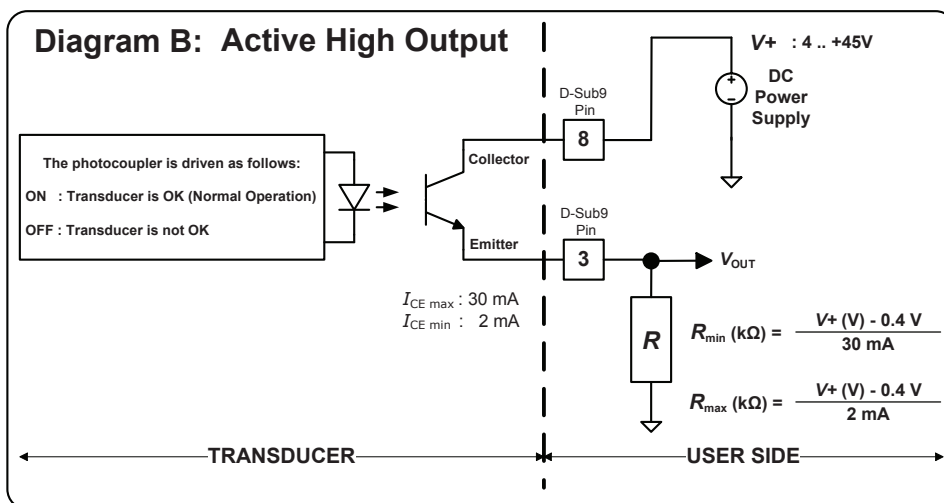 Diagram B: Active High Output
V+ : 4 .. +45V
DC
Power
Supply
+
−
D-Sub9
Pin
8
Collector
The photocoupler is driven as follows:
ON : Transducer is OK (Normal Operation)
OFF : Transducer is not OK
Emitter
D-Sub9
Pin
3
VOUT
ICE max : 30 mA
ICE min : 2 mA
R
Rmin (kΩ) = V+ (V) - 0.4 V
30 mA
Rmax (kΩ) = V+ (V) - 0.4 V
2 mA
TRANSDUCER
USER SIDE